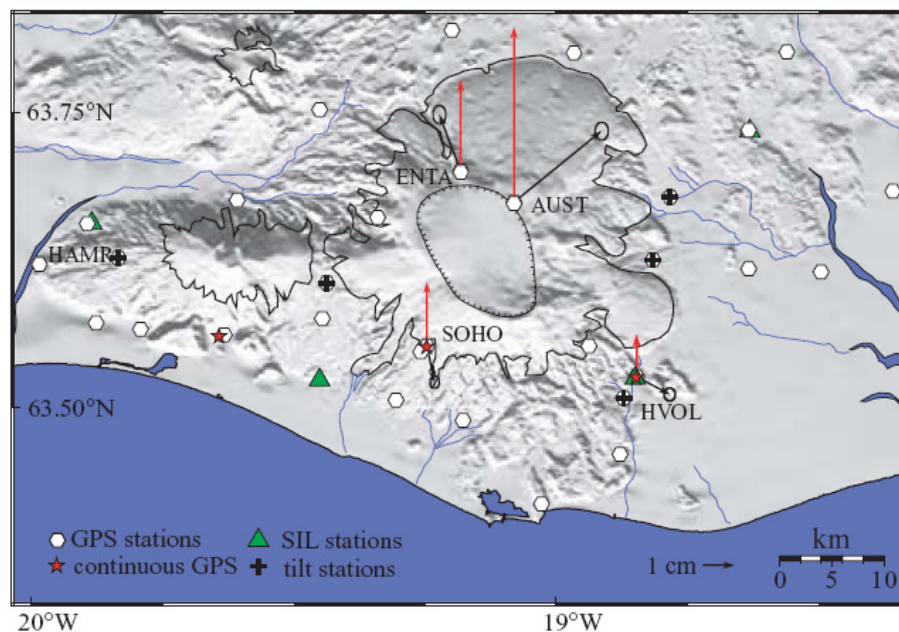 63.75°N
ENTA
AUST
HAMR
SOHO
63.50°N
HVOL
GPS stations
SIL stations
continuous GPS
tilt stations
1 cm
km
0 5 10
20°W
19°W